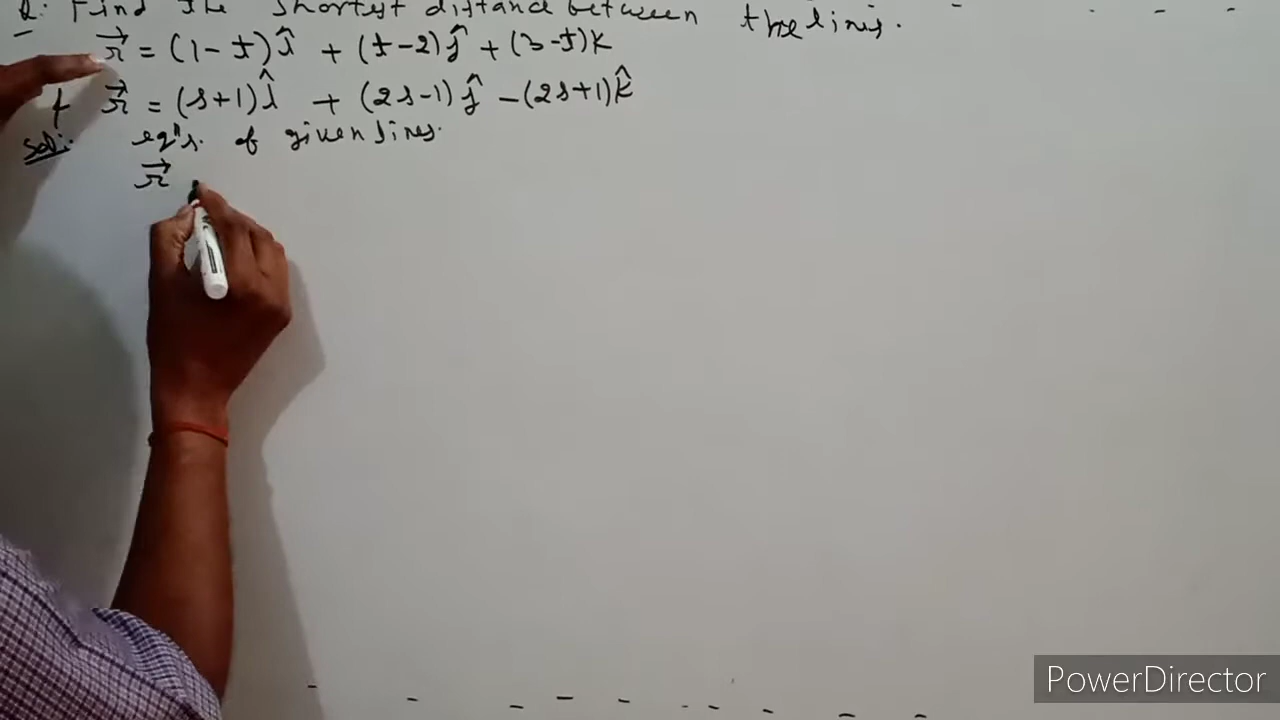 Q: Find the shortest distance between the lines.
r⃗ = (1-t)î + (t-2)ĵ + (3-t)k
& r⃗ = (s+1)î + (2s-1)ĵ - (2s+1)k̂
Sol: eqⁿs. of given lines.
r⃗
PowerDirector